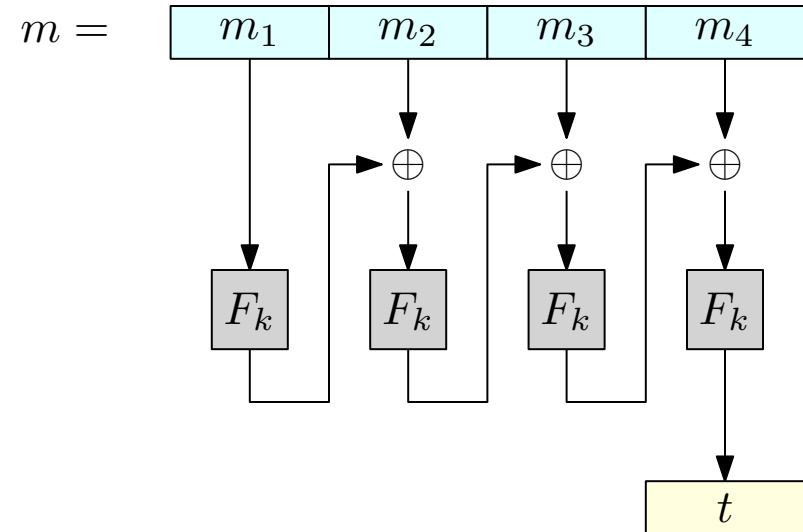 m = m₁ m₂ m₃ m₄
⊕ ⊕ ⊕
Fₖ Fₖ Fₖ Fₖ
t